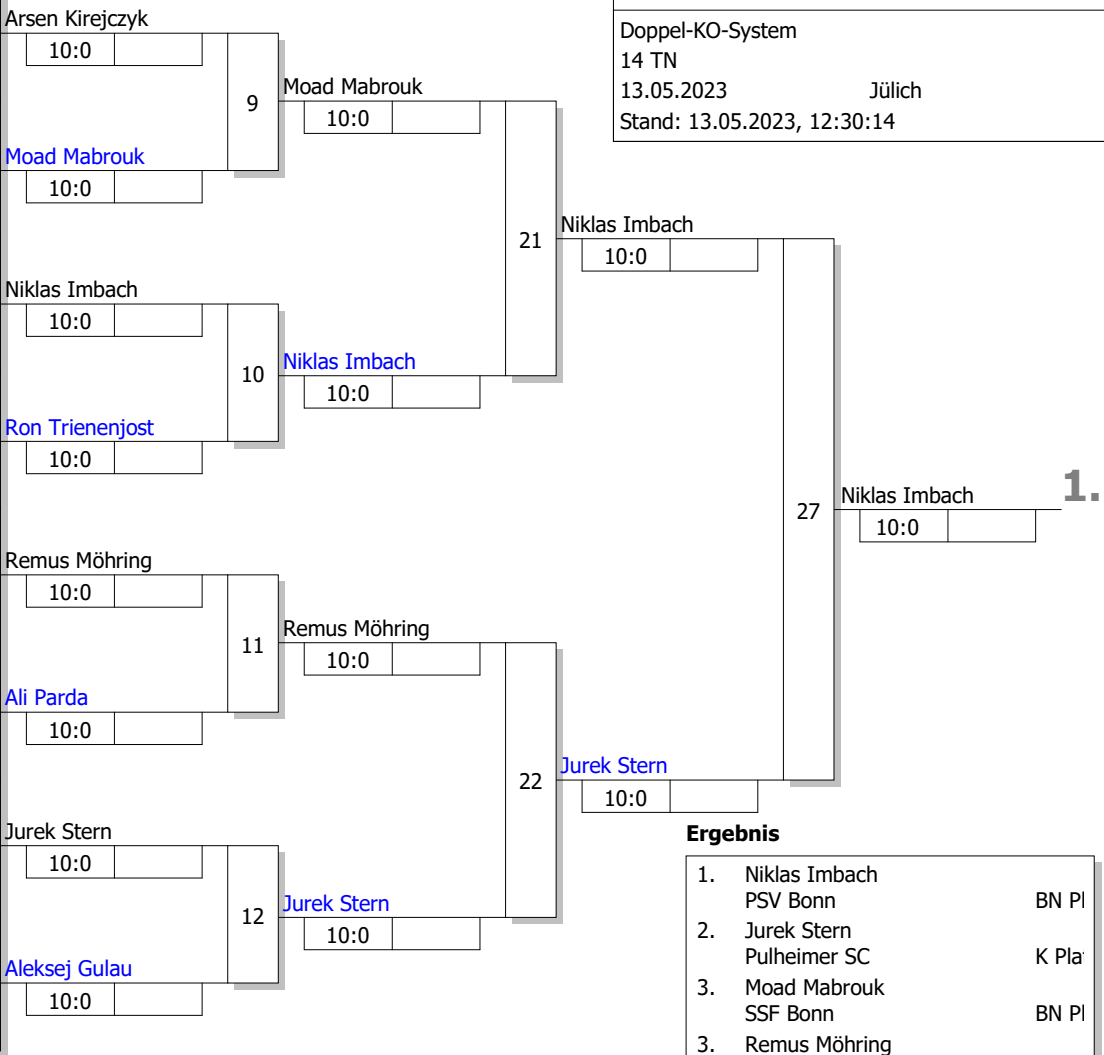 Doppel-KO-System
14 TN
13.05.2023 Jülich
Stand: 13.05.2023, 12:30:14
Arsen Kirejczyk
10:0
9
Moad Mabrouk
10:0
Moad Mabrouk
10:0
21
Niklas Imbach
10:0
Niklas Imbach
10:0
10
Niklas Imbach
10:0
Ron Trienenjost
10:0
27
Niklas Imbach
10:0
1.
Remus Möhring
10:0
11
Remus Möhring
10:0
Ali Parda
10:0
22
Jurek Stern
10:0
Jurek Stern
10:0
12
Jurek Stern
10:0
Aleksej Gulau
10:0
Ergebnis
1. Niklas Imbach
PSV Bonn BN
2. Jurek Stern
Pulheimer SC K
3. Moad Mabrouk
SSF Bonn BN
3. Remus Möhring